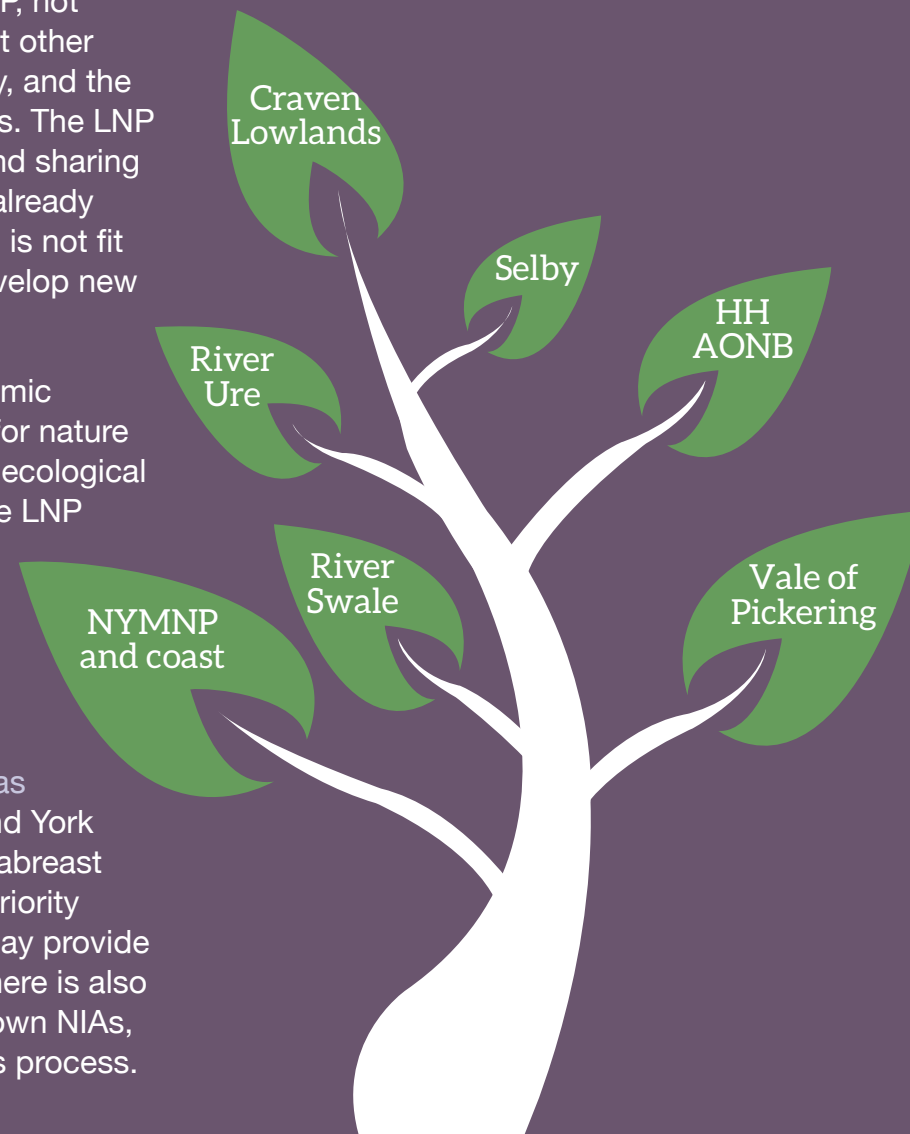 P, not
t other
y, and the
s. The LNP
nd sharing
already
is not fit
velop new
mic
for nature
ecological
e LNP
as
nd York
abreast
riority
ay provide
here is also
own NIAs,
s process.
Craven
Lowlands
Selby
HH
AONB
River
Ure
River
Swale
Vale of
Pickering
NYMNP
and coast